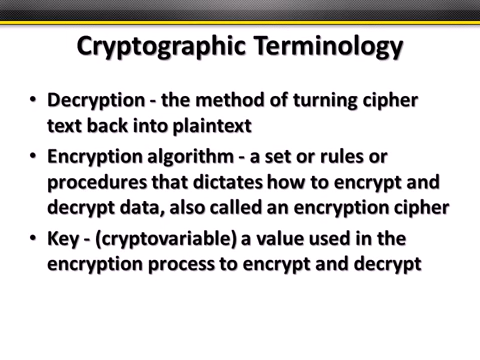 Cryptographic Terminology
• Decryption - the method of turning cipher
text back into plaintext
• Encryption algorithm - a set or rules or
procedures that dictates how to encrypt and
decrypt data, also called an encryption cipher
• Key - (cryptovariable) a value used in the
encryption process to encrypt and decrypt